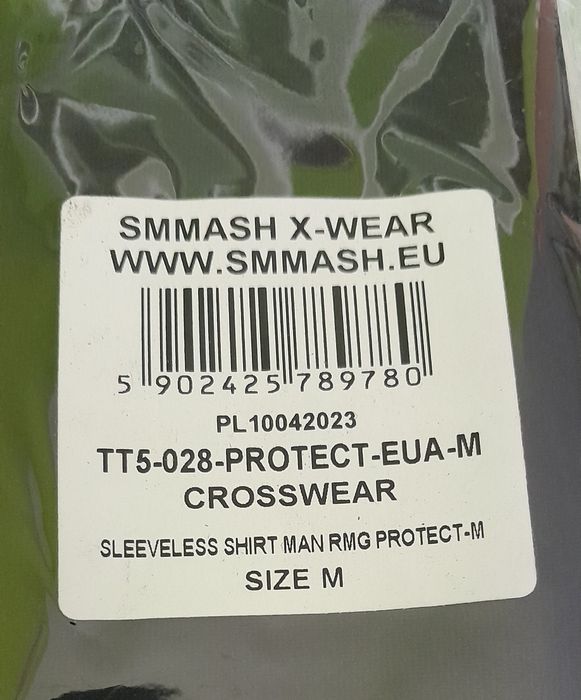 SMMASH X-WEAR
WWW.SMMASH.EU
5 902425 789780
PL10042023
TT5-028-PROTECT-EUA-M
CROSSWEAR
SLEEVELESS SHIRT MAN RMG PROTECT-M
SIZE M